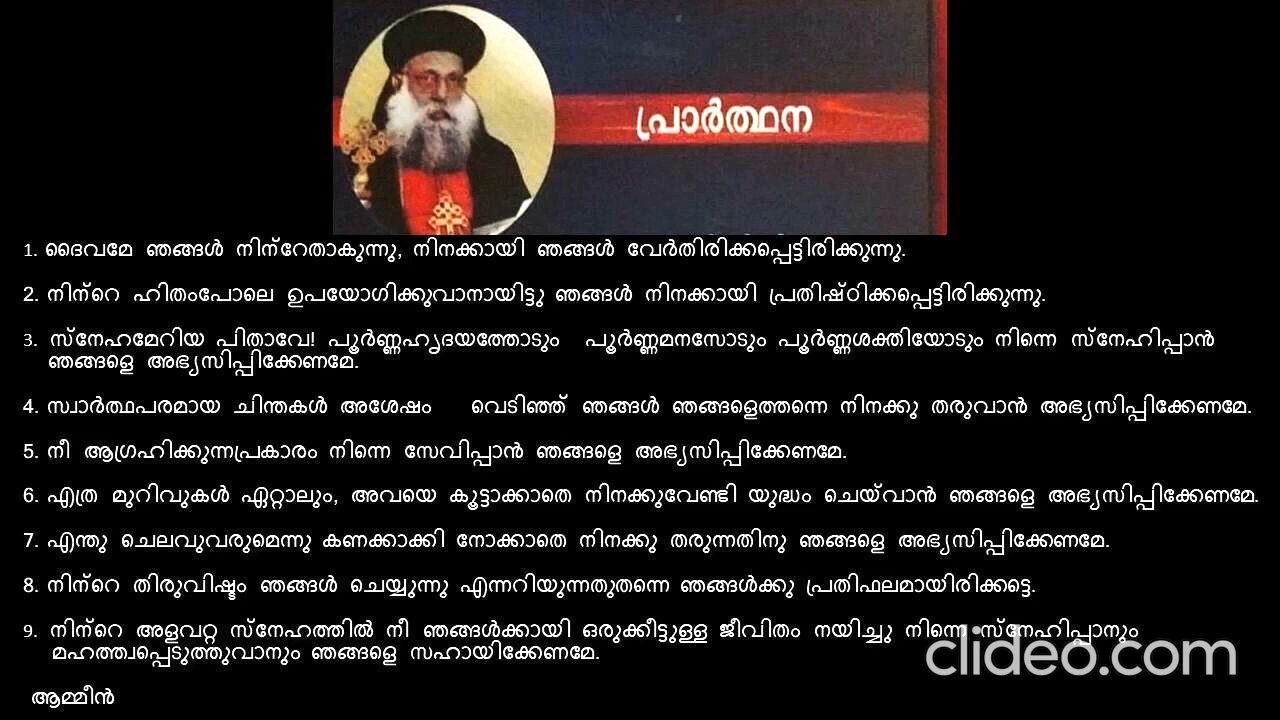 പ്രാർത്ഥന
1. ദൈവമേ ഞങ്ങൾ നിന്റേതാകുന്നു, നിനക്കായി ഞങ്ങൾ വേർതിരിക്കപ്പെട്ടിരിക്കുന്നു.
2. നിന്റെ ഹിതംപോലെ ഉപയോഗിക്കുവാനായിട്ടു ഞങ്ങൾ നിനക്കായി പ്രതിഷ്ഠിക്കപ്പെട്ടിരിക്കുന്നു.
3. സ്നേഹമേറിയ പിതാവേ! പൂർണ്ണഹൃദയത്തോടും പൂർണ്ണമനസോടും പൂർണ്ണശക്തിയോടും നിന്നെ സ്നേഹിപ്പാൻ
ഞങ്ങളെ അഭ്യസിപ്പിക്കേണമേ.
4. സ്വാർത്ഥപരമായ ചിന്തകൾ അശേഷം വെടിഞ്ഞ് ഞങ്ങൾ ഞങ്ങളെത്തന്നെ നിനക്കു തരുവാൻ അഭ്യസിപ്പിക്കേണമേ.
5. നീ ആഗ്രഹിക്കുന്നപ്രകാരം നിന്നെ സേവിപ്പാൻ ഞങ്ങളെ അഭ്യസിപ്പിക്കേണമേ.
6. എത്ര മുറിവുകൾ ഏറ്റാലും, അവയെ കൂട്ടാക്കാതെ നിനക്കുവേണ്ടി യുദ്ധം ചെയ്‌വാൻ ഞങ്ങളെ അഭ്യസിപ്പിക്കേണമേ.
7. എന്തു ചെലവുവരുമെന്നു കണക്കാക്കി നോക്കാതെ നിനക്കു തരുന്നതിനു ഞങ്ങളെ അഭ്യസിപ്പിക്കേണമേ.
8. നിന്റെ തിരുവിഷ്ടം ഞങ്ങൾ ചെയ്യുന്നു എന്നറിയുന്നതുതന്നെ ഞങ്ങൾക്കു പ്രതിഫലമായിരിക്കട്ടെ.
9. നിന്റെ അളവറ്റ സ്നേഹത്തിൽ നീ ഞങ്ങൾക്കായി ഒരുക്കീട്ടുള്ള ജീവിതം നയിച്ചു നിന്നെ സ്നേഹിപ്പാനും
മഹത്ത്വപ്പെടുത്തുവാനും ഞങ്ങളെ സഹായിക്കേണമേ.
clideo.com
ആമ്മീൻ